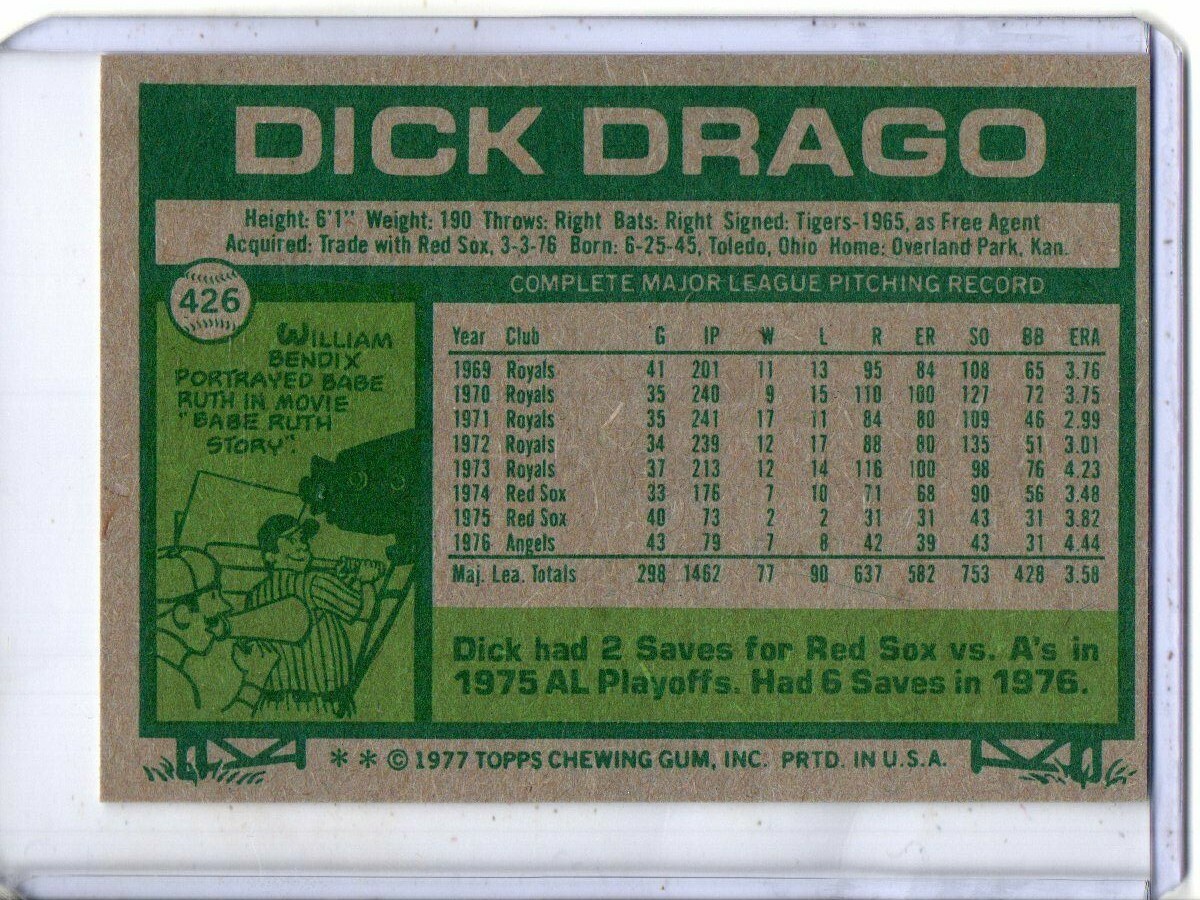 DICK DRAGO
Height: 6'1" Weight: 190 Throws: Right Bats: Right Signed: Tigers-1965, as Free Agent
Acquired: Trade with Red Sox, 3-3-76 Born: 6-25-45, Toledo, Ohio Home: Overland Park, Kan.
426
COMPLETE MAJOR LEAGUE PITCHING RECORD
WILLIAM
BENDIX
PORTRAYED BABE
RUTH IN MOVIE
"BABE RUTH
STORY".
Year Club G IP W L R ER SO BB ERA
1969 Royals 41 201 11 13 95 84 108 65 3.76
1970 Royals 35 240 9 15 110 100 127 72 3.75
1971 Royals 35 241 17 11 84 80 109 46 2.99
1972 Royals 34 239 12 17 88 80 135 51 3.01
1973 Royals 37 213 12 14 116 100 98 76 4.23
1974 Red Sox 33 176 7 10 71 68 90 56 3.48
1975 Red Sox 40 73 2 2 31 31 43 31 3.82
1976 Angels 43 79 7 8 42 39 43 31 4.44
Maj. Lea. Totals 298 1462 77 90 637 582 753 428 3.58
Dick had 2 Saves for Red Sox vs. A's in
1975 AL Playoffs. Had 6 Saves in 1976.
** © 1977 TOPPS CHEWING GUM, INC. PRTD. IN U.S.A.